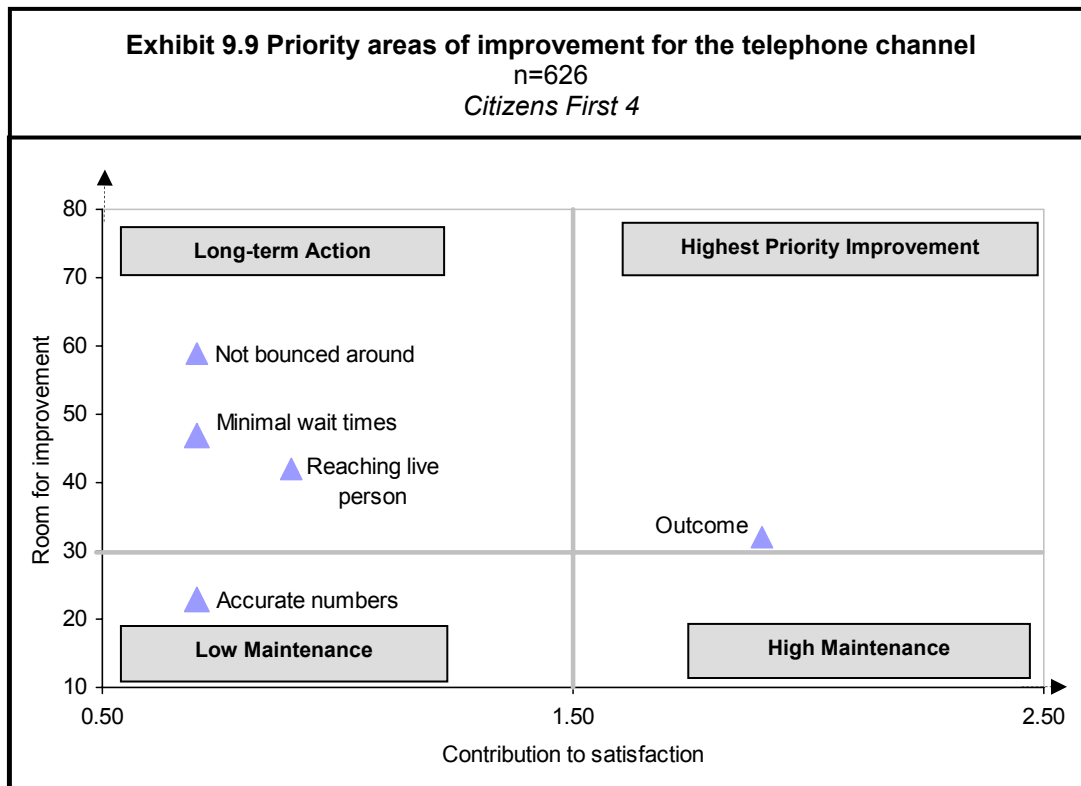 Exhibit 9.9 Priority areas of improvement for the telephone channel
n=626
Citizens First 4
80
Long-term Action
Highest Priority Improvement
70
60
Not bounced around
50
Minimal wait times
40
Reaching live
person
Outcome
30
Accurate numbers
20
Low Maintenance
High Maintenance
10
0.50
1.50
2.50
Room for improvement
Contribution to satisfaction